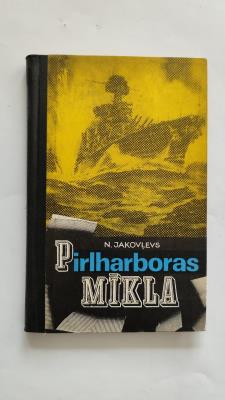 N. JAKOVĻEVS
Pirlharboras
MĪKLA